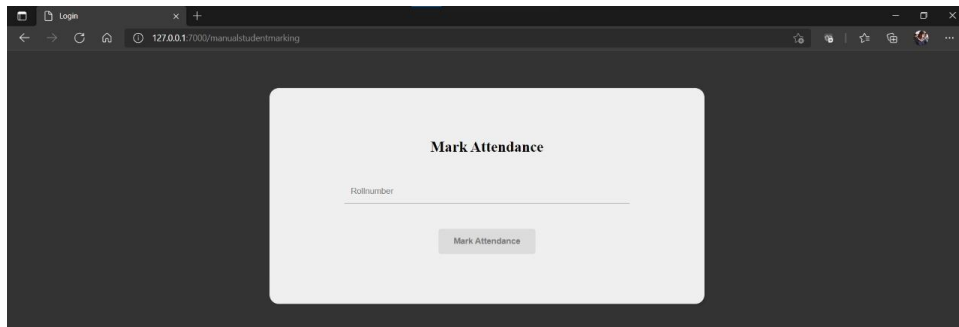 Login
127.0.0.1:7000/manualstudentmarking
Mark Attendance
Rollnumber
Mark Attendance